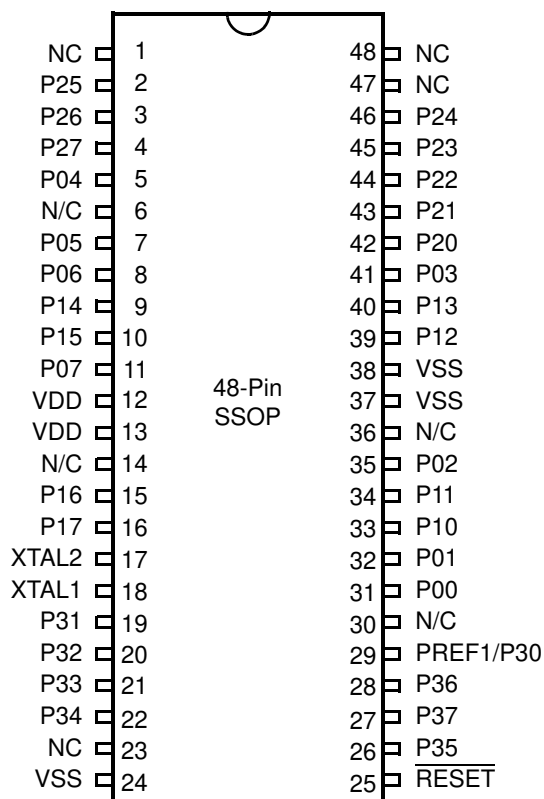 NC 1 48 NC
P25 2 47 NC
P26 3 46 P24
P27 4 45 P23
P04 5 44 P22
N/C 6 43 P21
P05 7 42 P20
P06 8 41 P03
P14 9 40 P13
P15 10 39 P12
P07 11 38 VSS
VDD 12 37 VSS
48-Pin
SSOP
VDD 13 36 N/C
N/C 14 35 P02
P16 15 34 P11
P17 16 33 P10
XTAL2 17 32 P01
XTAL1 18 31 P00
P31 19 30 N/C
P32 20 29 PREF1/P30
P33 21 28 P36
P34 22 27 P37
NC 23 26 P35
VSS 24 25 RESET